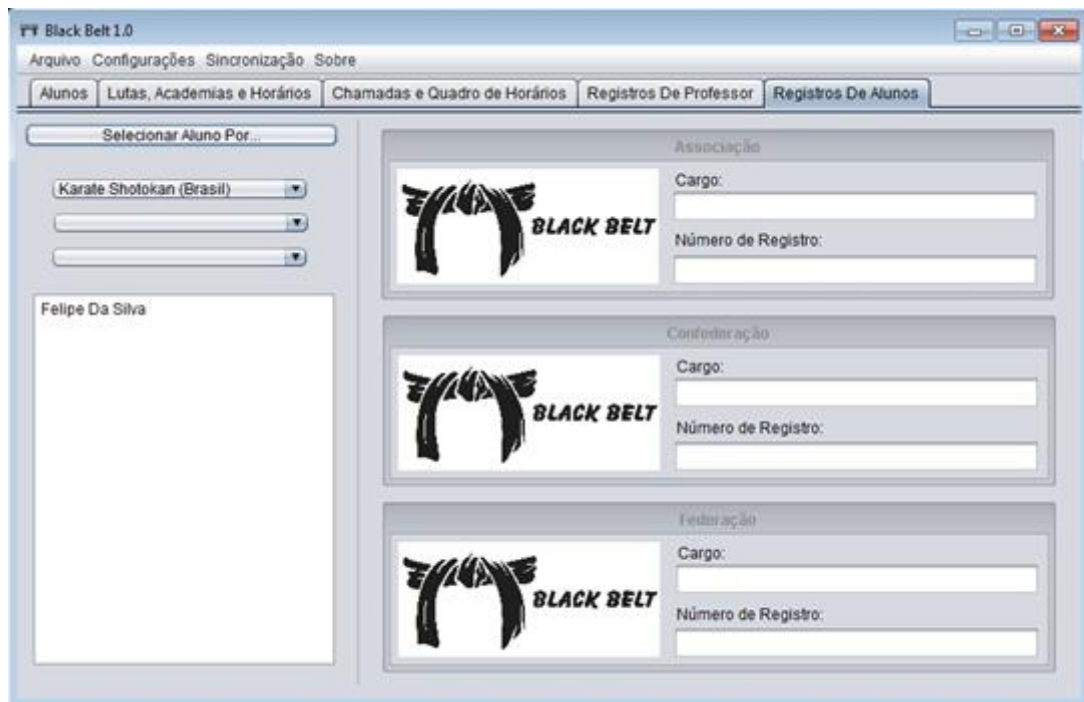 Black Belt 1.0
Arquivo Configurações Sincronização Sobre
Alunos Lutas, Academias e Horários Chamadas e Quadro de Horários Registros De Professor Registros De Alunos
Selecionar Aluno Por...
Karate Shotokan (Brasil)
Felipe Da Silva
Associação
BLACK BELT
Cargo:
Número de Registro:
Confederação
BLACK BELT
Cargo:
Número de Registro:
Federação
BLACK BELT
Cargo:
Número de Registro: